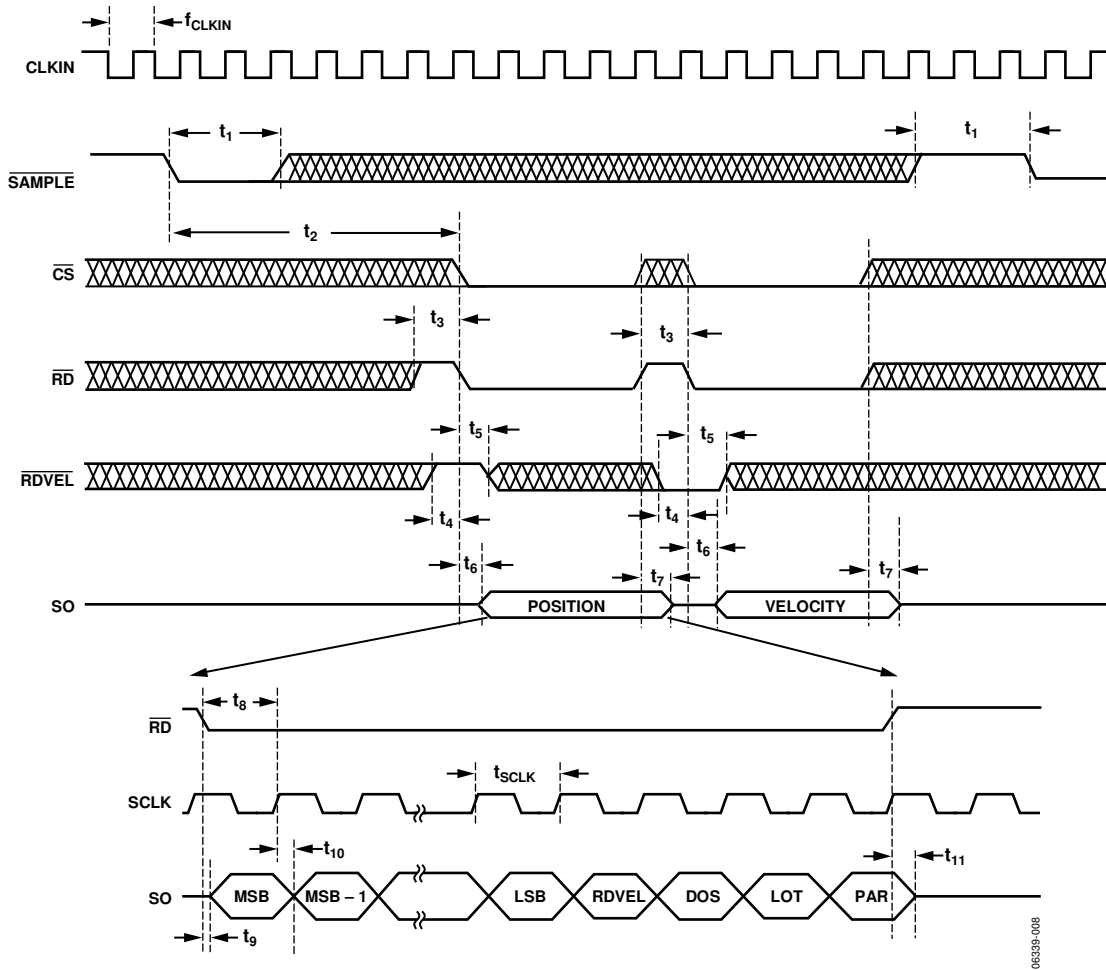 fCLKIN
CLKIN
t1
t1
SAMPLE
t2
CS
t3
t3
RD
t5
t5
RDVEL
t4
t4
t6
t6
t7
t7
SO
POSITION
VELOCITY
t8
RD
tSCLK
SCLK
t10
t11
SO
MSB
MSB – 1
LSB
RDVEL
DOS
LOT
PAR
t9
06339-008